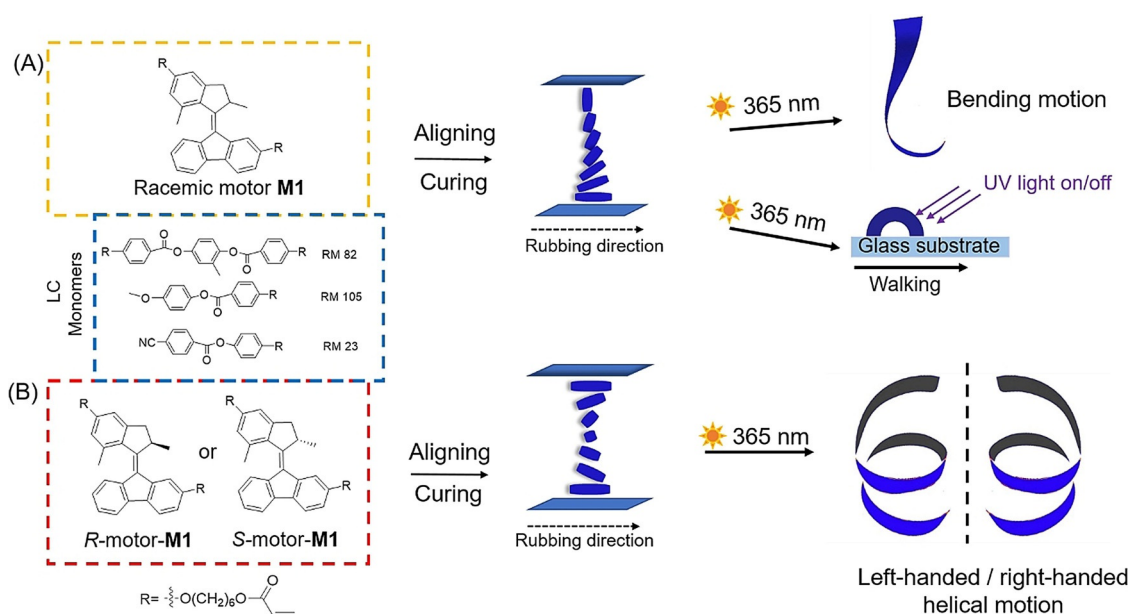 (A)
R
R
Racemic motor M1
LC
Monomers
R
O
O
O
O
R
RM 82
O
O
O
R
RM 105
NC
O
O
R
RM 23
Aligning
Curing
Rubbing direction
365 nm
Bending motion
365 nm
UV light on/off
Glass substrate
Walking
(B)
R
R
R-motor-M1
or
R
R
S-motor-M1
R= O(CH2)6O
O
Aligning
Curing
Rubbing direction
365 nm
Left-handed / right-handed
helical motion